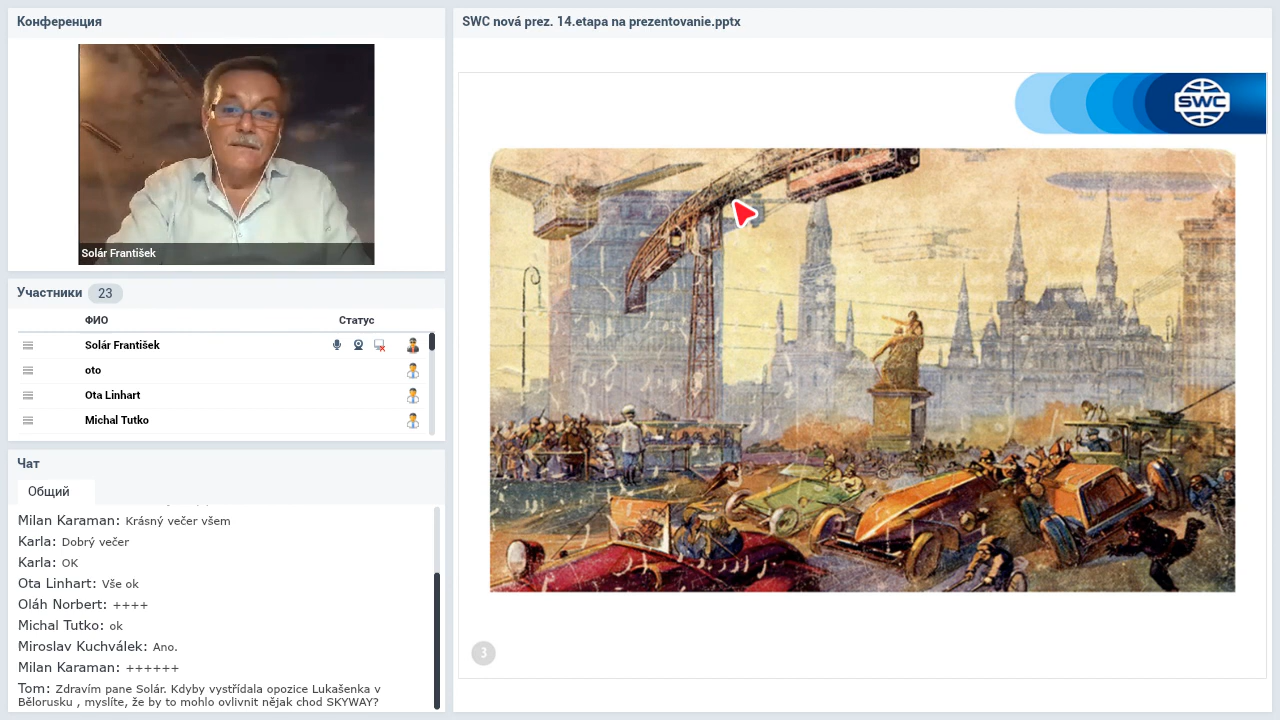 Конференция
Solár František
Участники 23
ФИО Статус
Solár František
oto
Ota Linhart
Michal Tutko
Чат
Общий
Milan Karaman: Krásný večer všem
Karla: Dobrý večer
Karla: OK
Ota Linhart: Vše ok
Oláh Norbert: ++++
Michal Tutko: ok
Miroslav Kuchválek: Ano.
Milan Karaman: ++++++
Tom: Zdravím pane Solár. Kdyby vystřídala opozice Lukašenka v
Bělorusku , myslíte, že by to mohlo ovlivnit nějak chod SKYWAY?
SWC nová prez. 14.etapa na prezentovanie.pptx
SWC
3